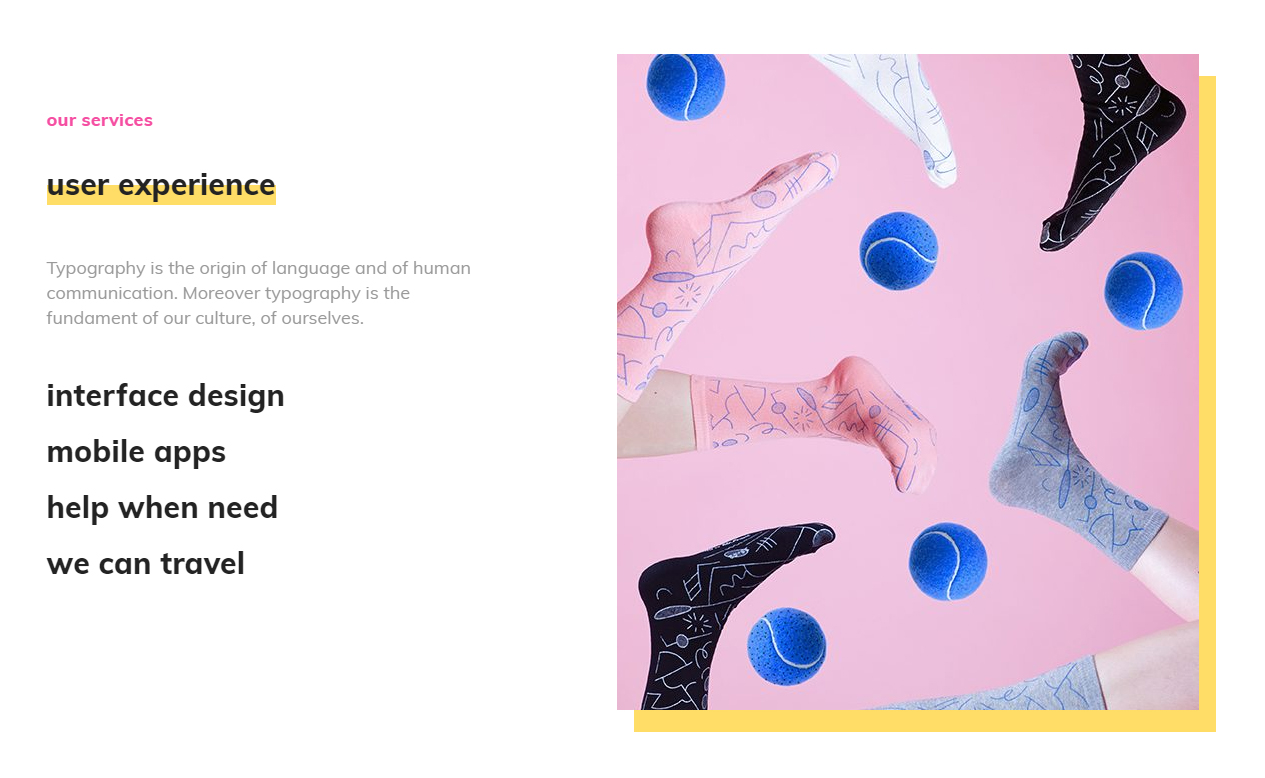 our services
user experience
Typography is the origin of language and of human
communication. Moreover typography is the
fundament of our culture, of ourselves.
interface design
mobile apps
help when need
we can travel